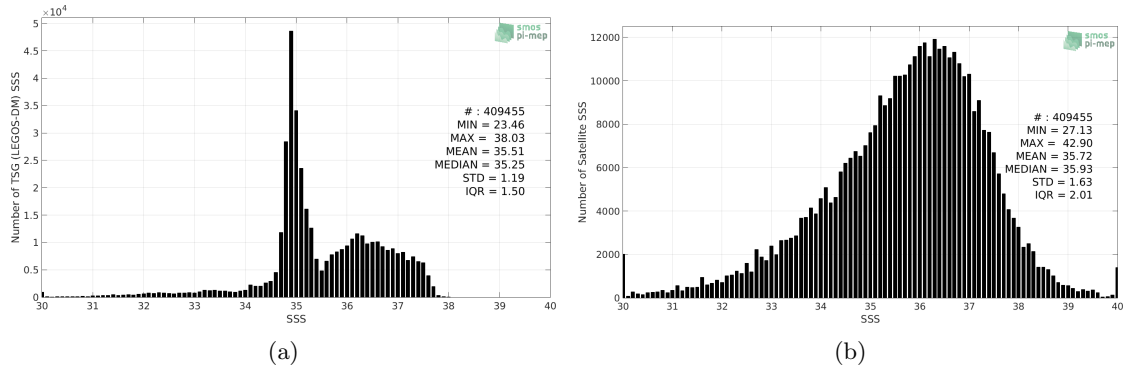 ×10⁴
5
4.5
4
3.5
3
2.5
2
1.5
1
0.5
0
Number of TSG (LEGOS-DM) SSS
smos
pi-mep
# : 409455
MIN = 23.46
MAX = 38.03
MEAN = 35.51
MEDIAN = 35.25
STD = 1.19
IQR = 1.50
30 31 32 33 34 35 36 37 38 39 40
SSS
(a)
12000
10000
8000
6000
4000
2000
0
Number of Satellite SSS
smos
pi-mep
# : 409455
MIN = 27.13
MAX = 42.90
MEAN = 35.72
MEDIAN = 35.93
STD = 1.63
IQR = 2.01
30 31 32 33 34 35 36 37 38 39 40
SSS
(b)